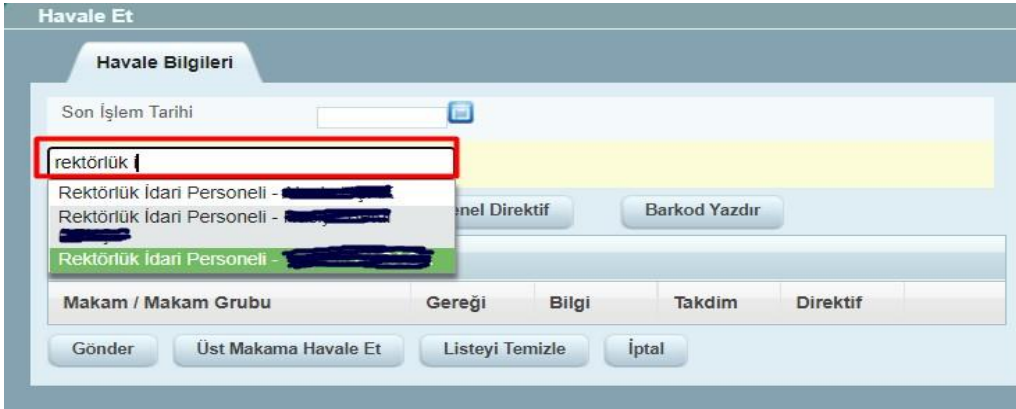 Havale Et
Havale Bilgileri
Son İşlem Tarihi
rektörlük i
Rektörlük İdari Personeli -
Rektörlük İdari Personeli -
Rektörlük İdari Personeli -
Direktif
Barkod Yazdır
Makam / Makam Grubu Gereği Bilgi Takdim Direktif
Gönder Üst Makama Havale Et Listeyi Temizle İptal